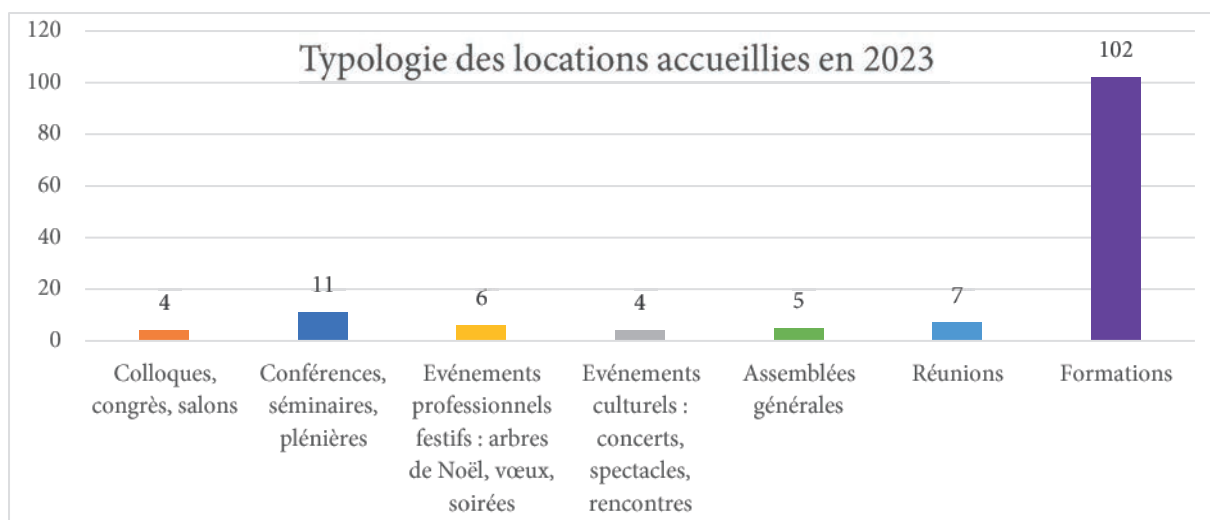 120
Typologie des locations accueillies en 2023
102
100
80
60
40
20
11
4
6
4
5
7
0
Colloques,
congrès, salons
Conférences,
séminaires,
plénières
Evénements
professionnels
festifs : arbres
de Noël, vœux,
soirées
Evénements
culturels :
concerts,
spectacles,
rencontres
Assemblées
générales
Réunions
Formations